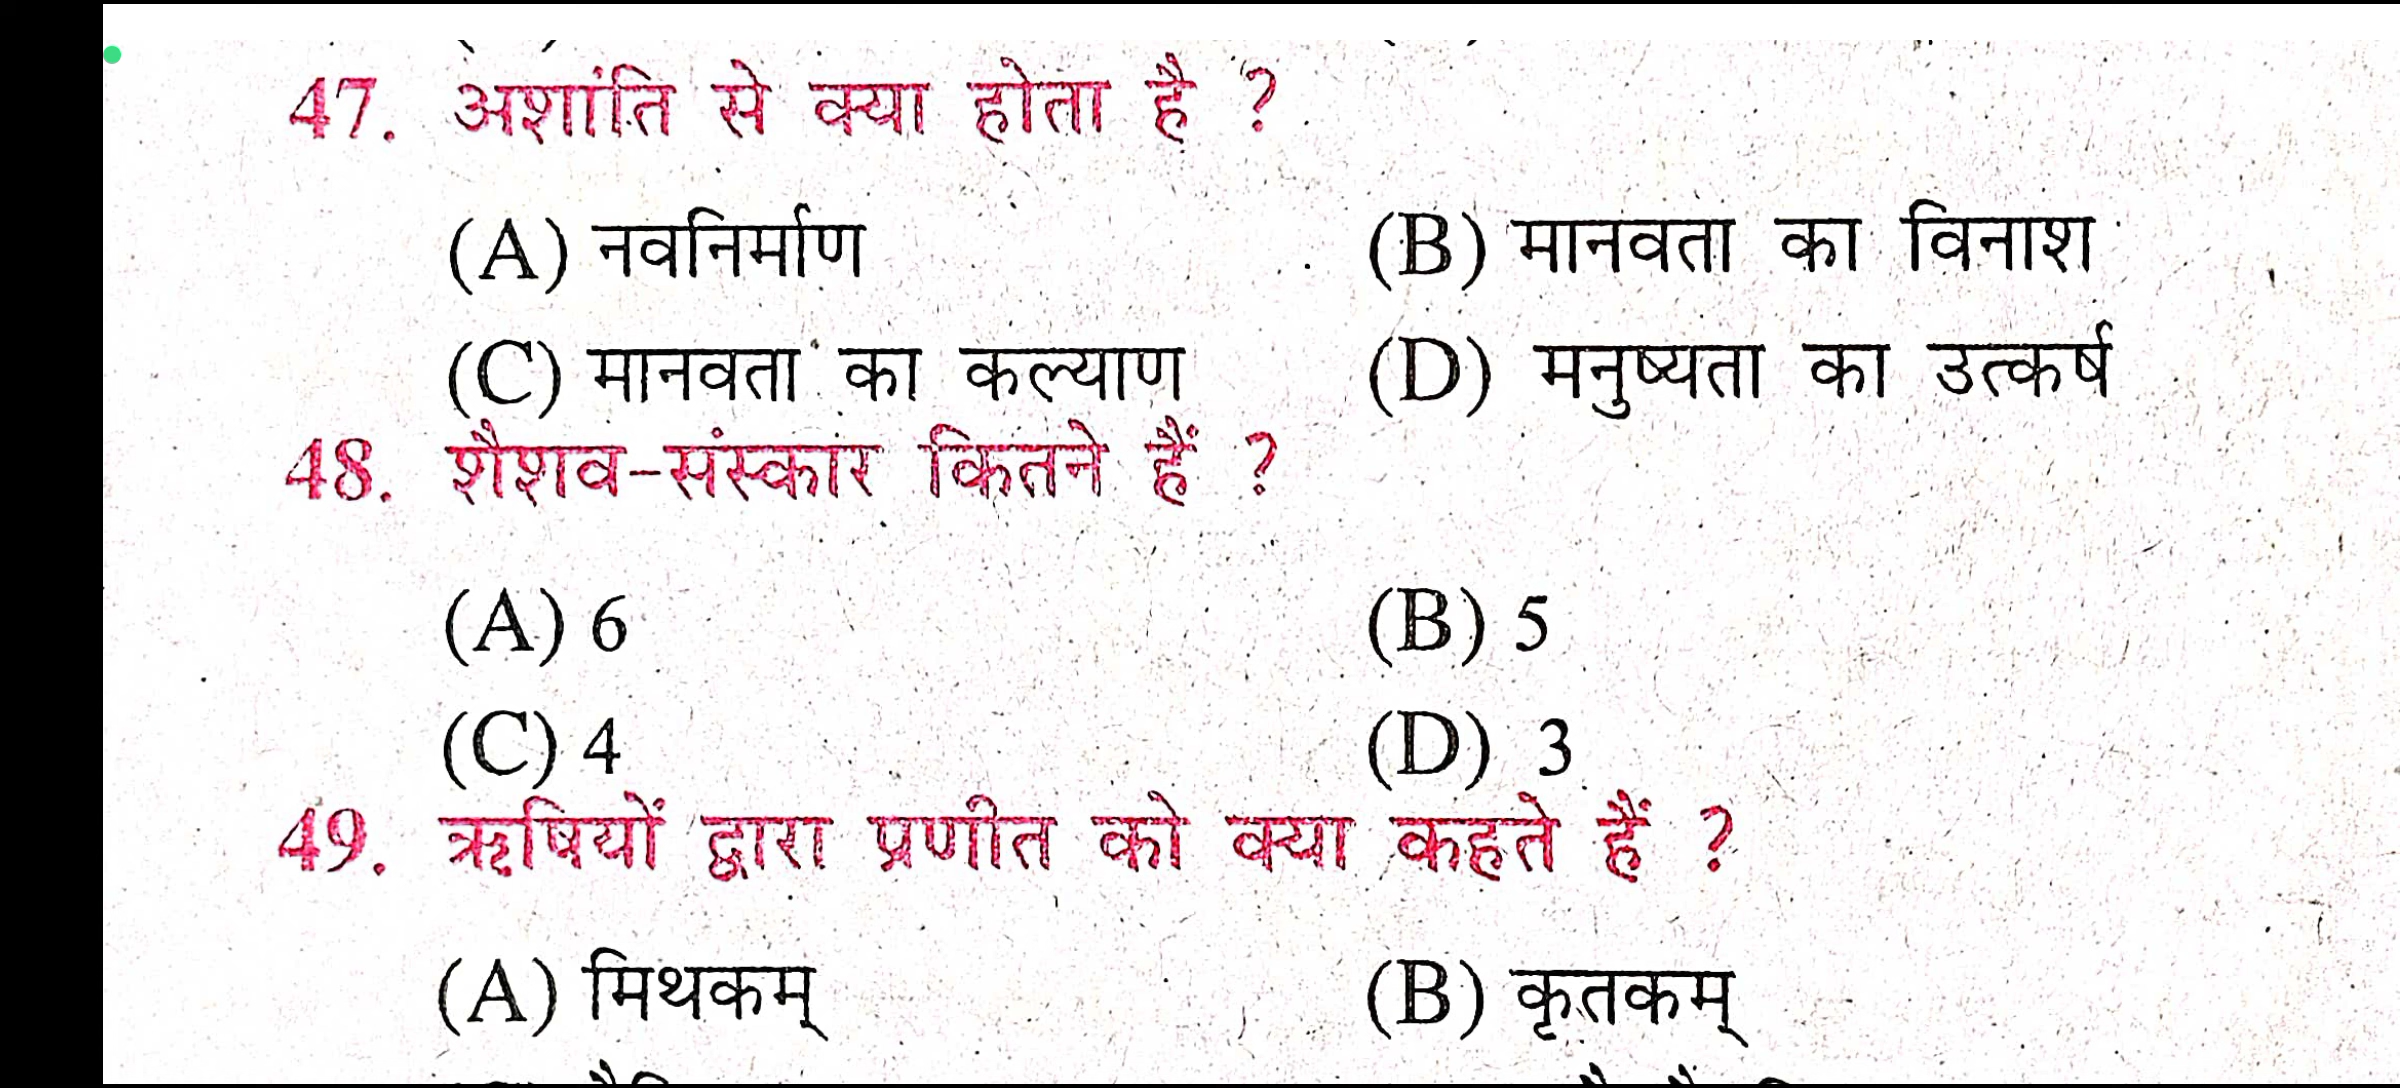 47. अशांति से क्या होता है ?
(A) नवनिर्माण (B) मानवता का विनाश
(C) मानवता का कल्याण (D) मनुष्यता का उत्कर्ष
48. शैशव-संस्कार कितने हैं ?
(A) 6 (B) 5
(C) 4 (D) 3
49. ऋषियों द्वारा प्रणीत को क्या कहते हैं ?
(A) मिथकम् (B) कृतकम्